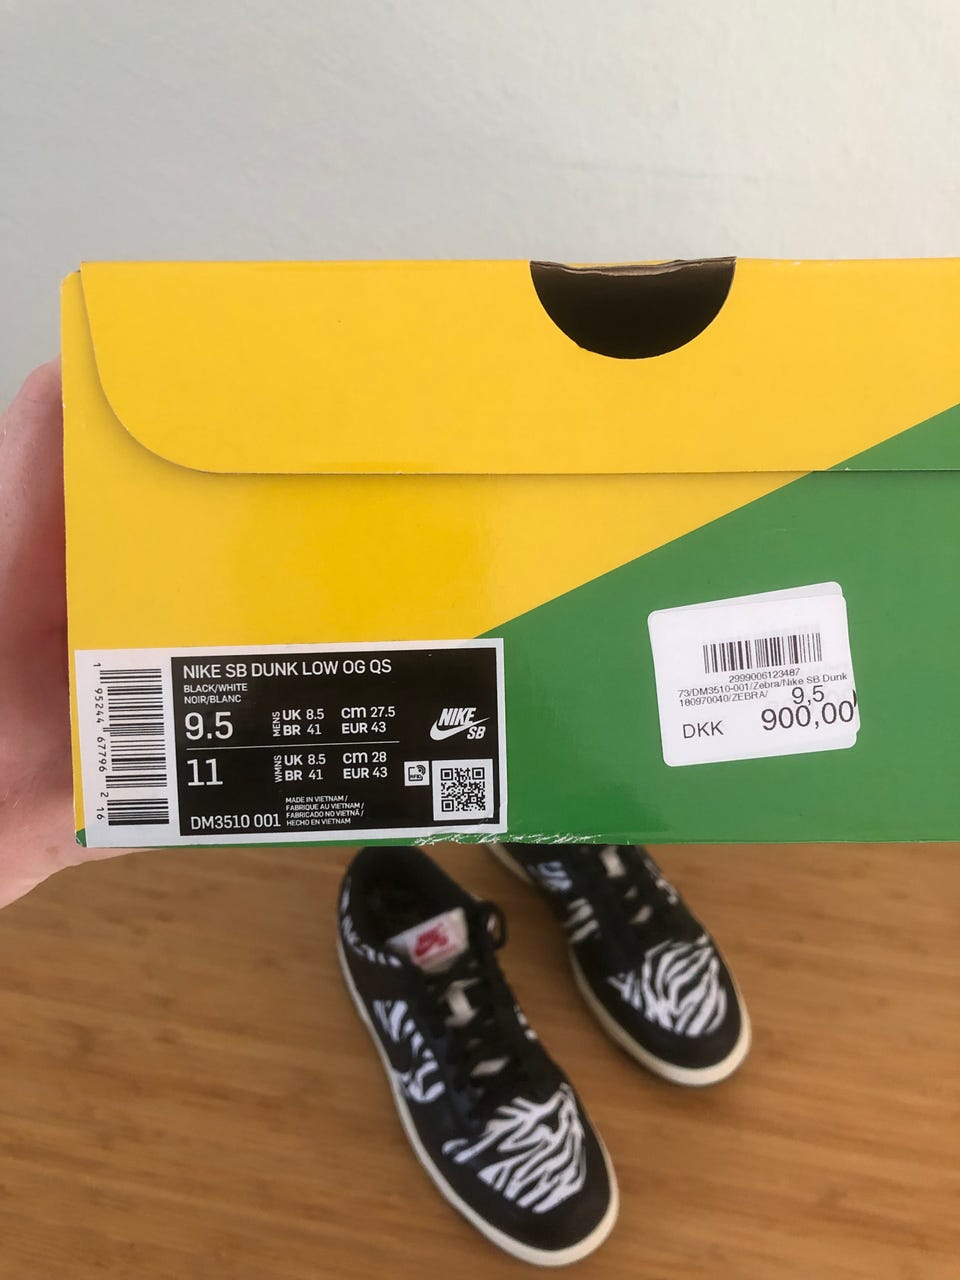 NIKE SB DUNK LOW OG QS
BLACK/WHITE
NOIR/BLANC
9.5 MENS UK 8.5 cm 27.5
BR 41 EUR 43
11 WMNS UK 8.5 cm 28
BR 41 EUR 43
DM3510 001
MADE IN VIETNAM /
FABRIQUE AU VIETNAM /
FABRICADO NO VIETNÃ /
HECHO EN VIETNAM
NIKE
SB
RFID
1 95244 67796 2 16
2999006123487
73/DM3510-001/Zebra/Nike SB Dunk
180970040/ZEBRA/ 9,5
DKK 900,00